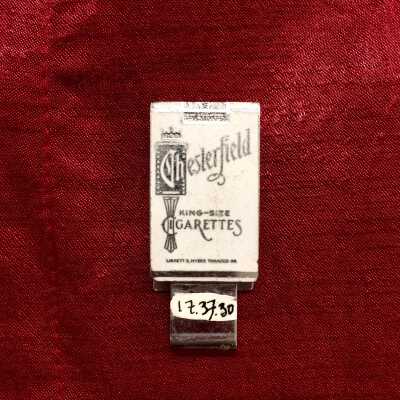 Chesterfield
KING-SIZE
CIGARETTES
LIGGETT & MYERS TOBACCO CO.
17.37.30